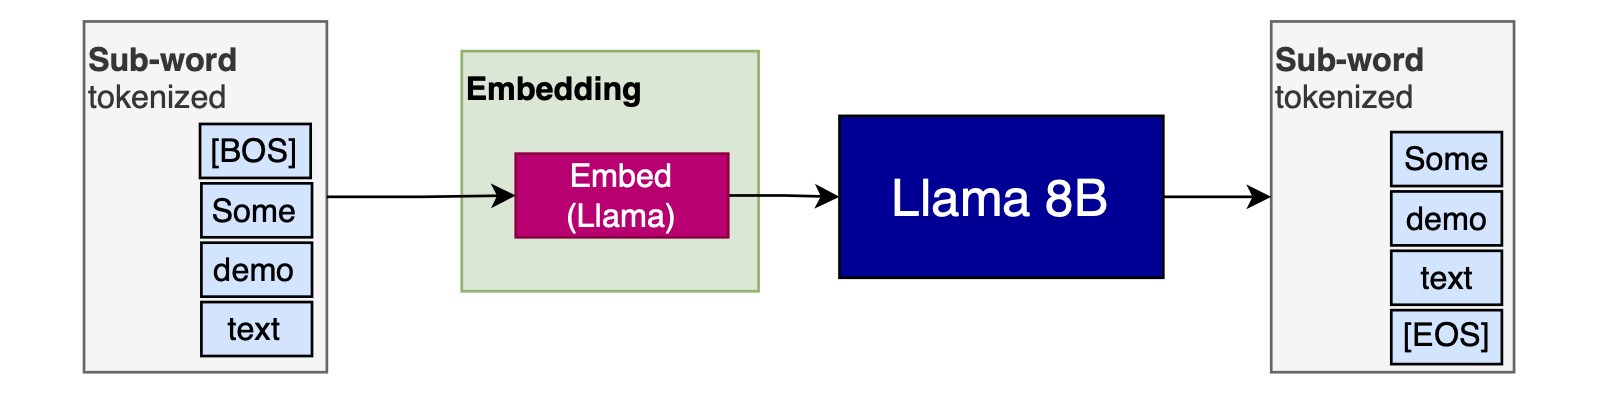 Sub-word
tokenized
[BOS]
Some
demo
text
Embedding
Embed
(Llama)
Llama 8B
Sub-word
tokenized
Some
demo
text
[EOS]